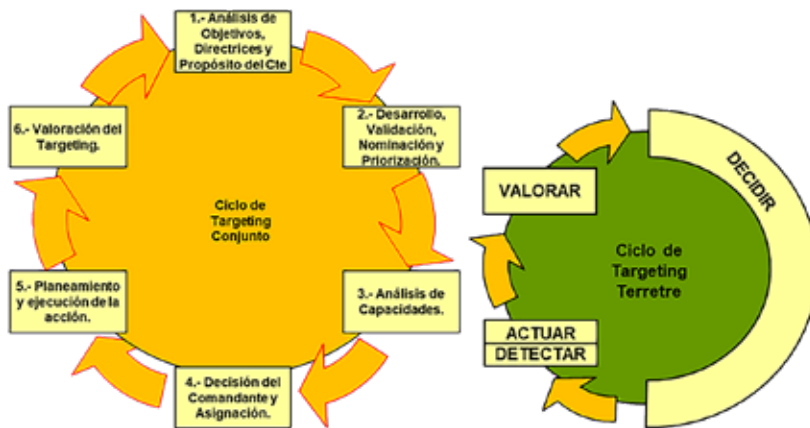 1.- Análisis de
Objetivos,
Directrices y
Propósito del Cte
2.- Desarrollo,
Validación,
Nominación y
Priorización.
3.- Análisis de
Capacidades.
4.- Decisión del
Comandante y
Asignación.
5.- Planeamiento
y ejecución de la
acción.
6.- Valoración del
Targeting.
Ciclo de
Targeting
Conjunto
DECIDIR
ACTUAR
DETECTAR
VALORAR
Ciclo de
Targeting
Terretre